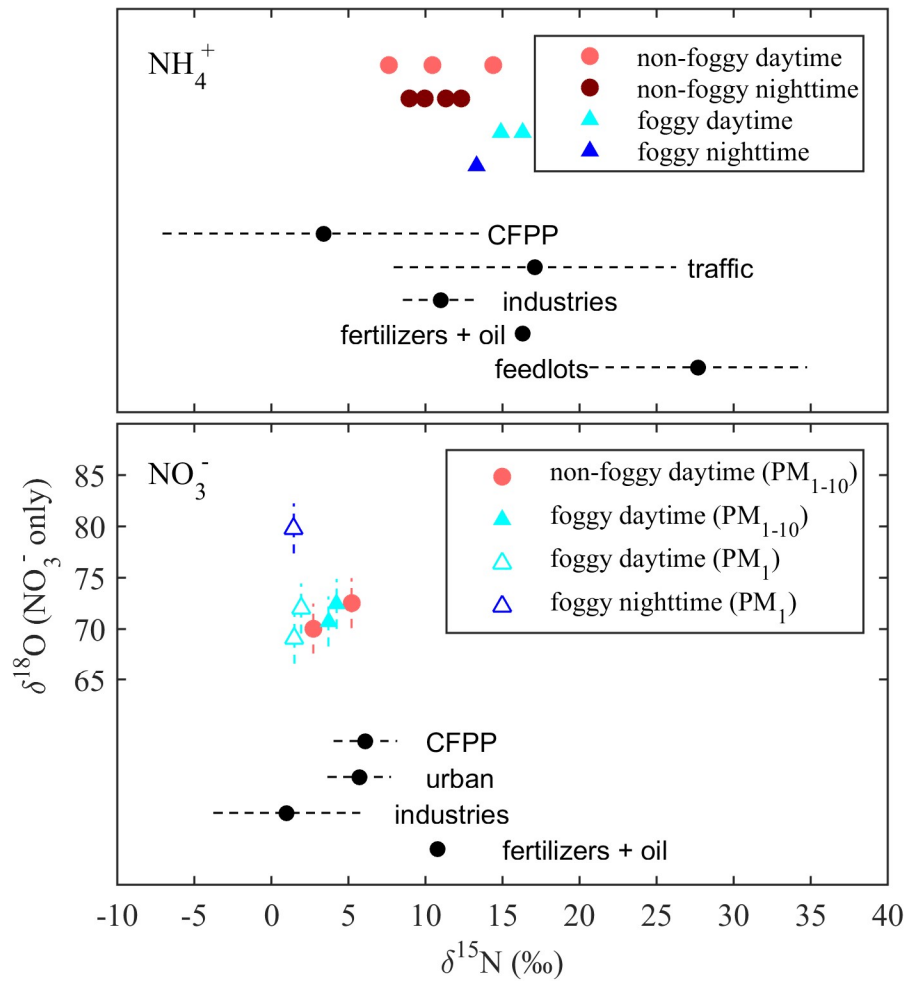 NH₄⁺
non-foggy daytime
non-foggy nighttime
foggy daytime
foggy nighttime
CFPP
traffic
industries
fertilizers + oil
feedlots
NO₃⁻
non-foggy daytime (PM₁₋₁₀)
foggy daytime (PM₁₋₁₀)
foggy daytime (PM₁)
foggy nighttime (PM₁)
85
80
75
70
65
δ¹⁸O (NO₃⁻ only)
CFPP
urban
industries
fertilizers + oil
-10 -5 0 5 10 15 20 25 30 35 40
δ¹⁵N (‰)